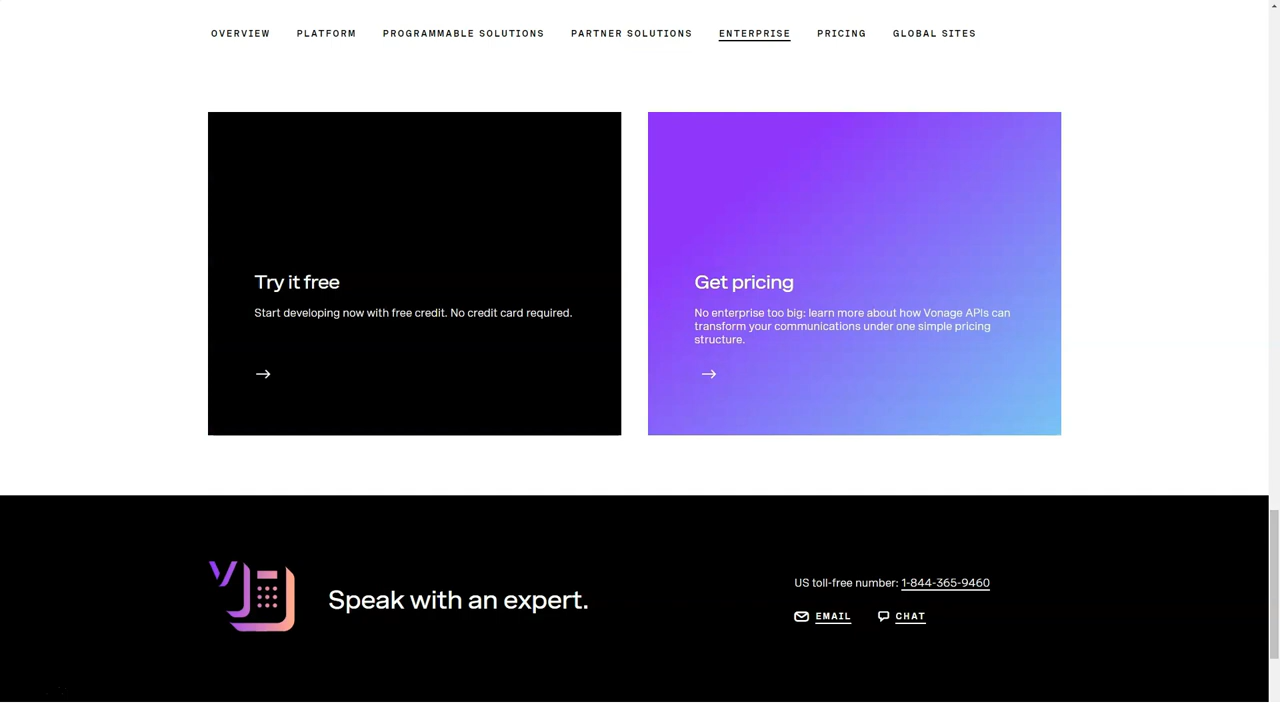 OVERVIEW PLATFORM PROGRAMMABLE SOLUTIONS PARTNER SOLUTIONS ENTERPRISE PRICING GLOBAL SITES
Try it free
Start developing now with free credit. No credit card required.
Get pricing
No enterprise too big: learn more about how Vonage APIs can
transform your communications under one simple pricing
structure.
Speak with an expert.
US toll-free number: 1-844-365-9460
EMAIL CHAT